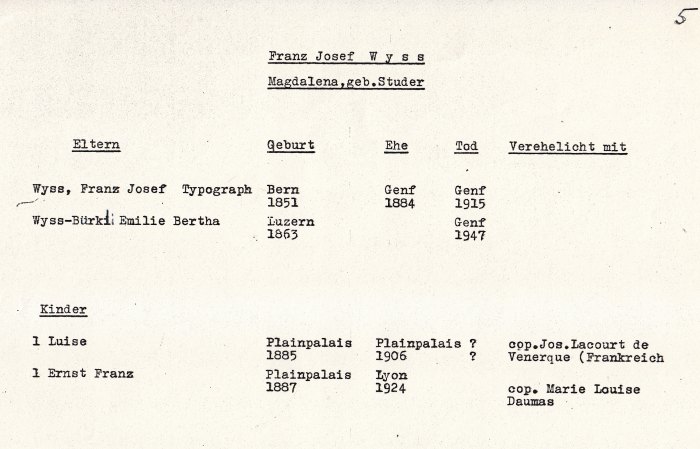 5
Franz Josef W y s s
Magdalena,geb.Studer
Eltern Geburt Ehe Tod Verehelicht mit
Wyss, Franz Josef Typograph Bern Genf Genf
1851 1884 1915
Wyss-Bürkli Emilie Bertha Luzern Genf
1863 1947
Kinder
1 Luise Plainpalais Plainpalais ? cop.Jos.Lacourt de
1885 1906 ? Venerque (Frankreich
1 Ernst Franz Plainpalais Lyon
1887 1924 cop. Marie Louise
Daumas